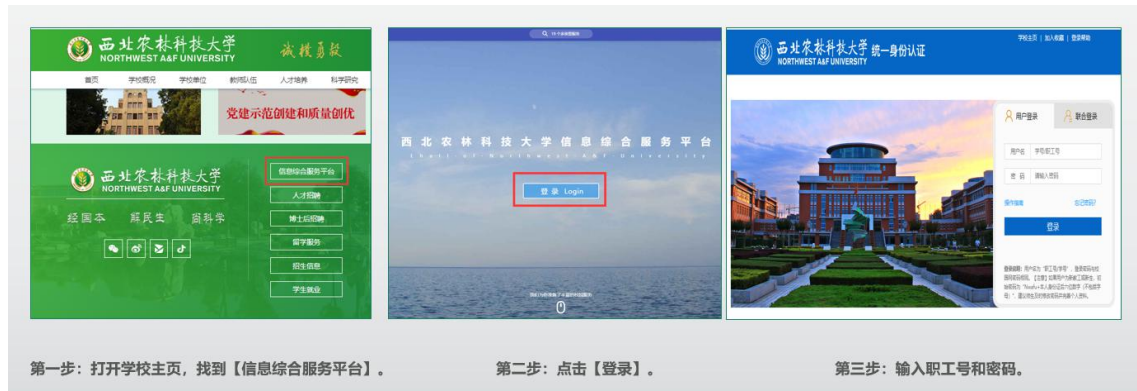 西北农林科技大学
NORTHWEST A&F UNIVERSITY
诚朴勇毅
首页 学校概况 学校单位 教师队伍 人才培养 科学研究
党建示范创建和质量创优
西北农林科技大学
NORTHWEST A&F UNIVERSITY
经国本 解民生 尚科学
信息综合服务平台
人才招聘
博士后招聘
留学服务
招生信息
学生就业
西北农林科技大学信息综合服务平台
登录 Login
西北农林科技大学 统一身份认证
NORTHWEST A&F UNIVERSITY
学校主页 | 加入收藏 | 登录帮助
用户登录 联合登录
用户名 学号/职工号
密 码 请输入密码
操作指南 忘记密码?
登录
第一步：打开学校主页，找到【信息综合服务平台】.
第二步：点击【登录】.
第三步：输入职工号和密码.